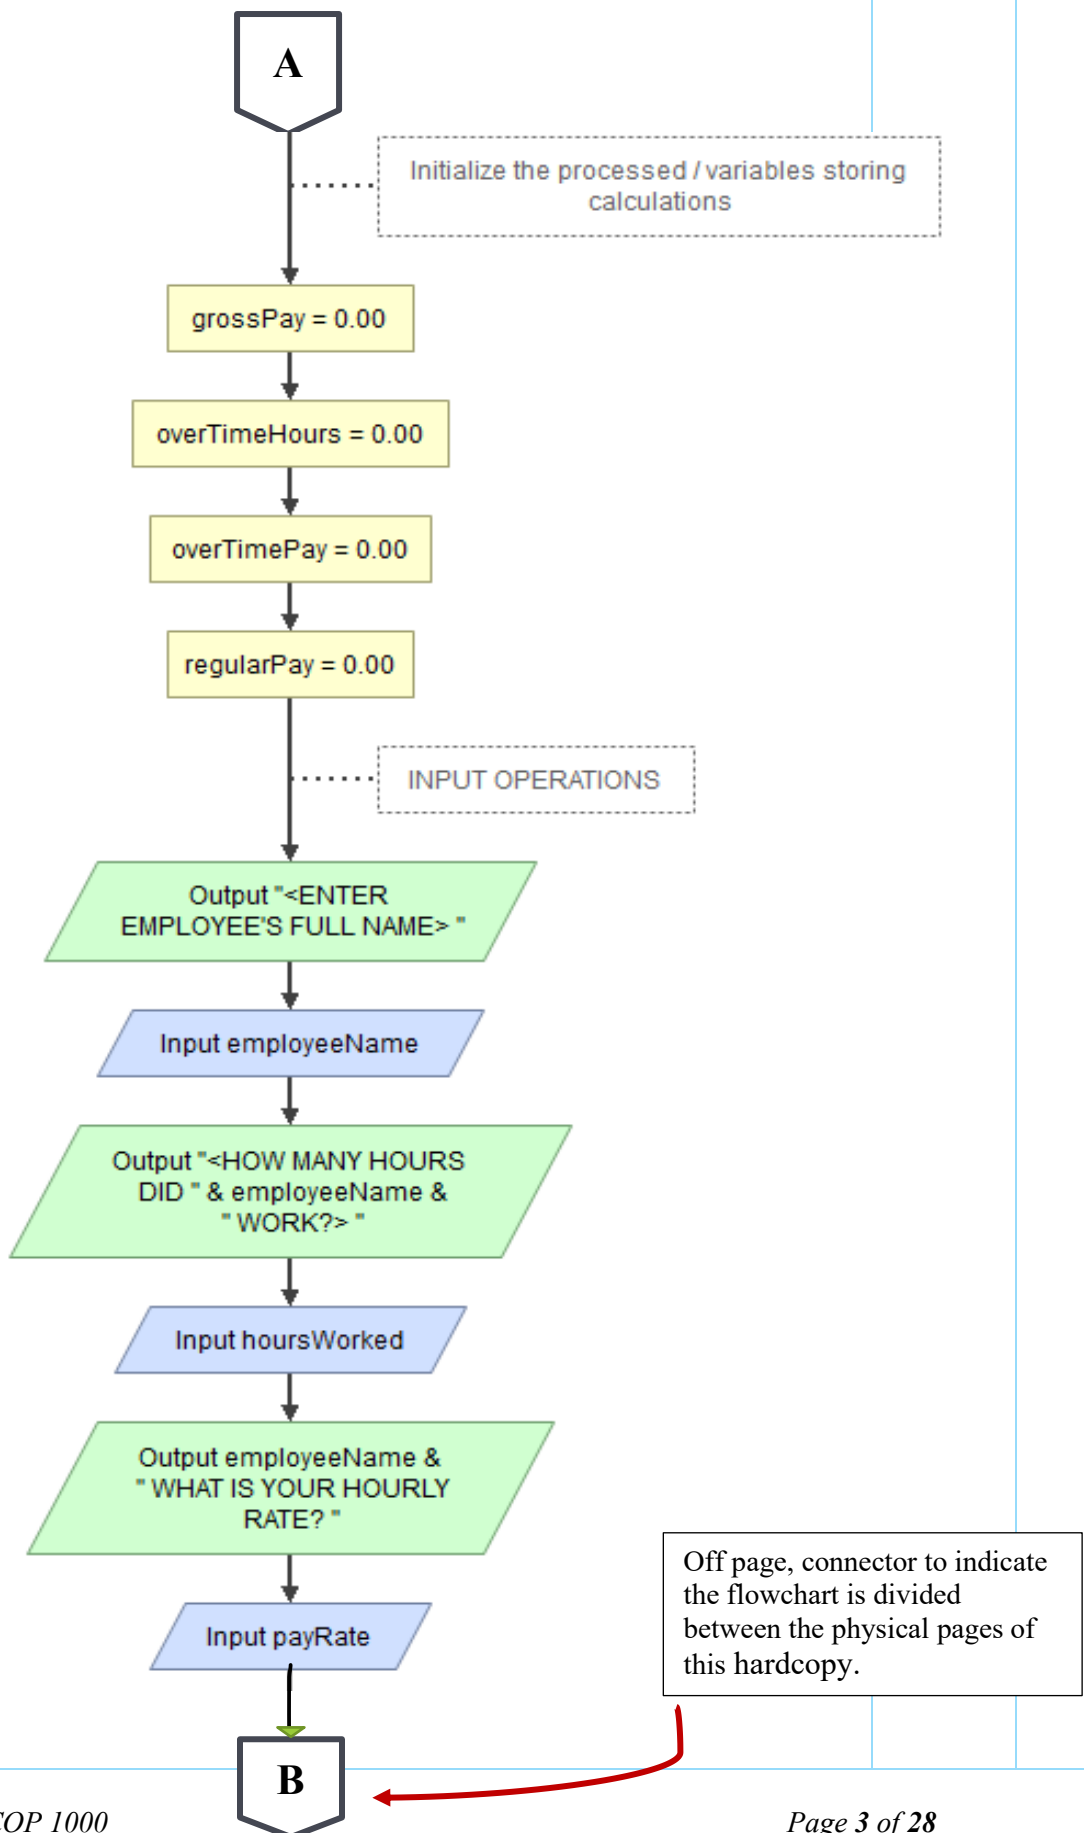 A
Initialize the processed / variables storing
calculations
grossPay = 0.00
overTimeHours = 0.00
overTimePay = 0.00
regularPay = 0.00
INPUT OPERATIONS
Output "<ENTER
EMPLOYEE'S FULL NAME> "
Input employeeName
Output "<HOW MANY HOURS
DID " & employeeName &
" WORK?> "
Input hoursWorked
Output employeeName &
" WHAT IS YOUR HOURLY
RATE? "
Off page, connector to indicate
the flowchart is divided
between the physical pages of
this hardcopy.
Input payRate
B
COP 1000
Page 3 of 28